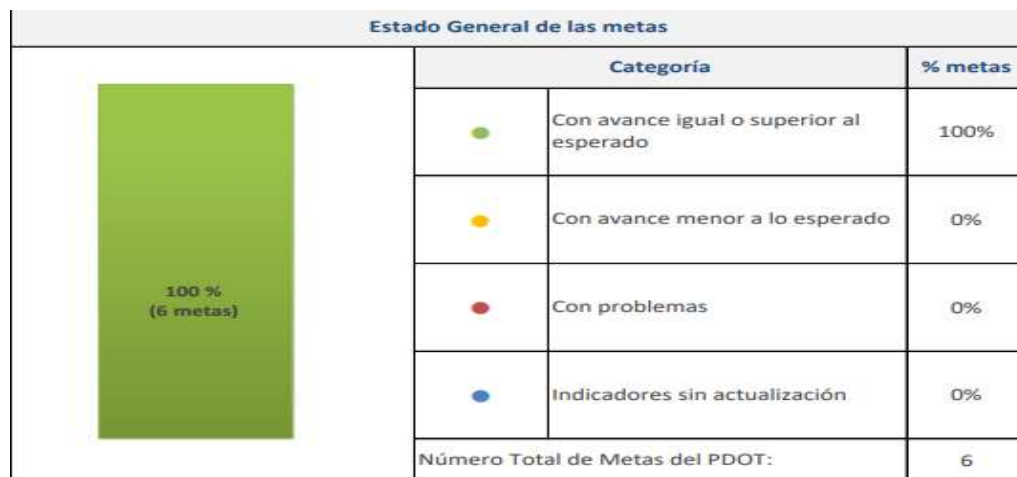 Estado General de las metas
Categoría
% metas
Con avance igual o superior al
esperado
100%
Con avance menor a lo esperado
0%
100 %
(6 metas)
Con problemas
0%
Indicadores sin actualización
0%
Número Total de Metas del PDOT:
6